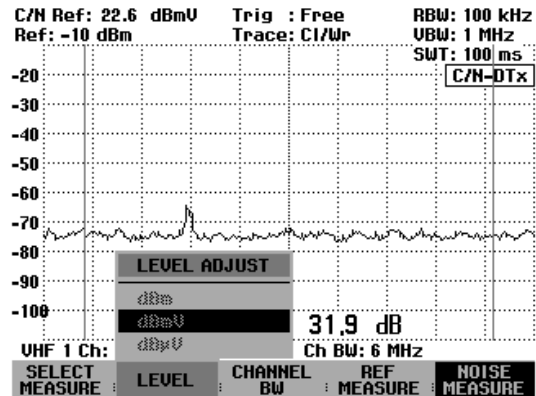 C/N Ref: 22.6 dBmV Trig : Free RBW: 100 kHz
Ref: -10 dBm Trace: Cl/Wr VBW: 1 MHz
SWT: 100 ms
C/N-DTx
-20
-30
-40
-50
-60
-70
-80
-90
-100
LEVEL ADJUST
dBm
dBmV
dBµV
31,9 dB
VHF 1 Ch: Ch BW: 6 MHz
SELECT MEASURE LEVEL CHANNEL BW REF MEASURE NOISE MEASURE